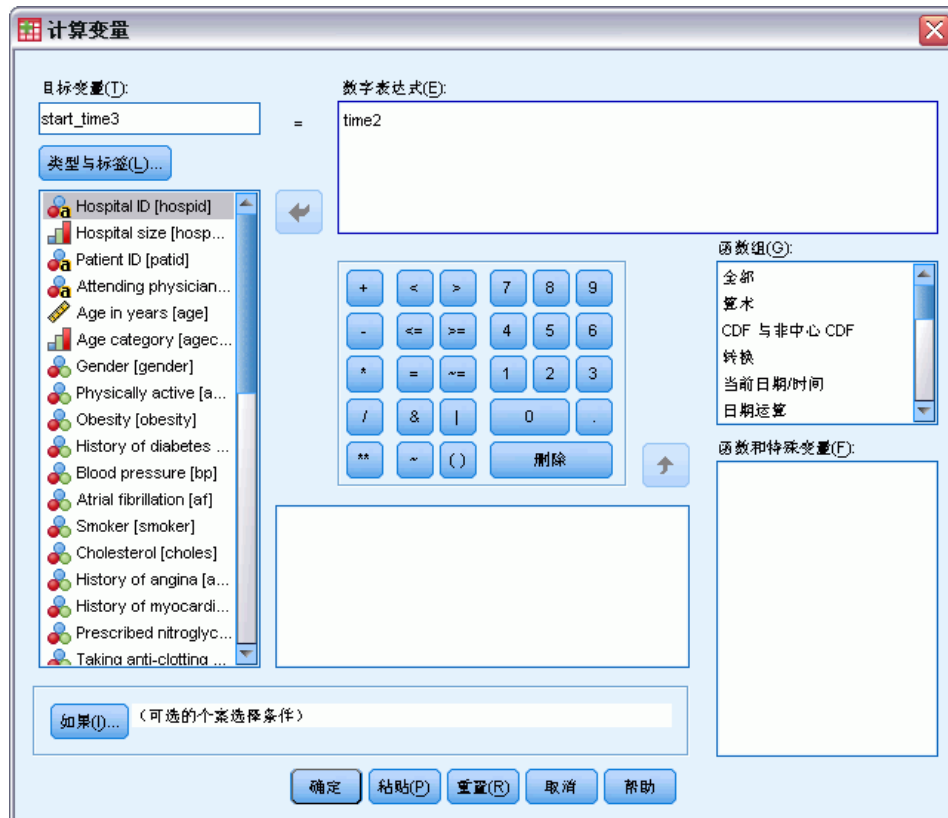 计算变量
目标变量(T):
start_time3
=
类型与标签(L)...
数字表达式(E):
time2
Hospital ID [hospid]
Hospital size [hosp...
Patient ID [patid]
Attending physician...
Age in years [age]
Age category [agec...
Gender [gender]
Physically active [a...
Obesity [obesity]
History of diabetes ...
Blood pressure [bp]
Atrial fibrillation [af]
Smoker [smoker]
Cholesterol [choles]
History of angina [a...
History of myocardi...
Prescribed nitroglyc...
Taking anti-clotting ...
+ < > 7 8 9
- <= >= 4 5 6
* = ~= 1 2 3
/ & | 0 .
** ~ ( ) 删除
函数组(G):
全部
算术
CDF 与非中心 CDF
转换
当前日期/时间
日期运算
函数和特殊变量(F):
如果(I)...
（可选的个案选择条件）
确定
粘贴(P)
重置(R)
取消
帮助